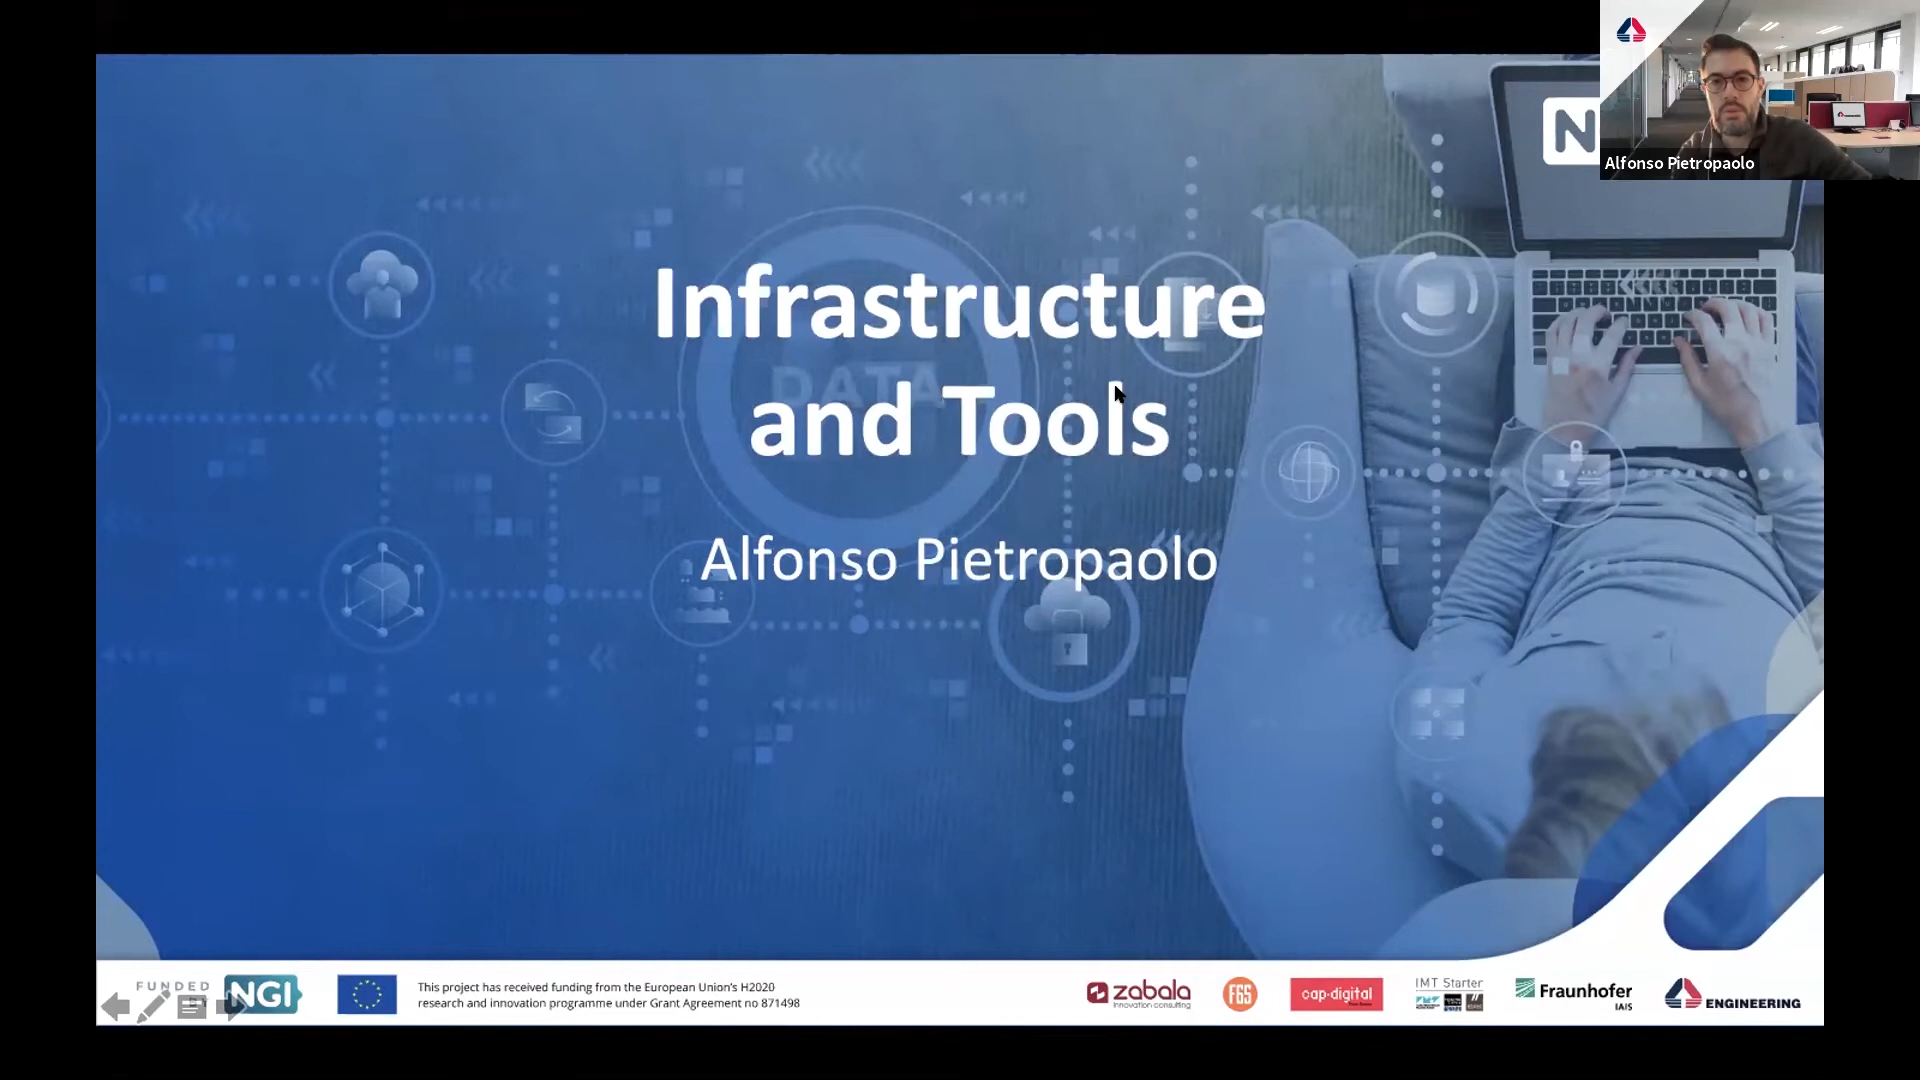 N
Alfonso Pietropaolo
DATA
Infrastructure
and Tools
Alfonso Pietropaolo
FUNDED
NGI
This project has received funding from the European Union's H2020
research and innovation programme under Grant Agreement no 871498
zabala
innovation consulting
F6S
cap·digital
IMT Starter
Fraunhofer
IAIS
ENGINEERING